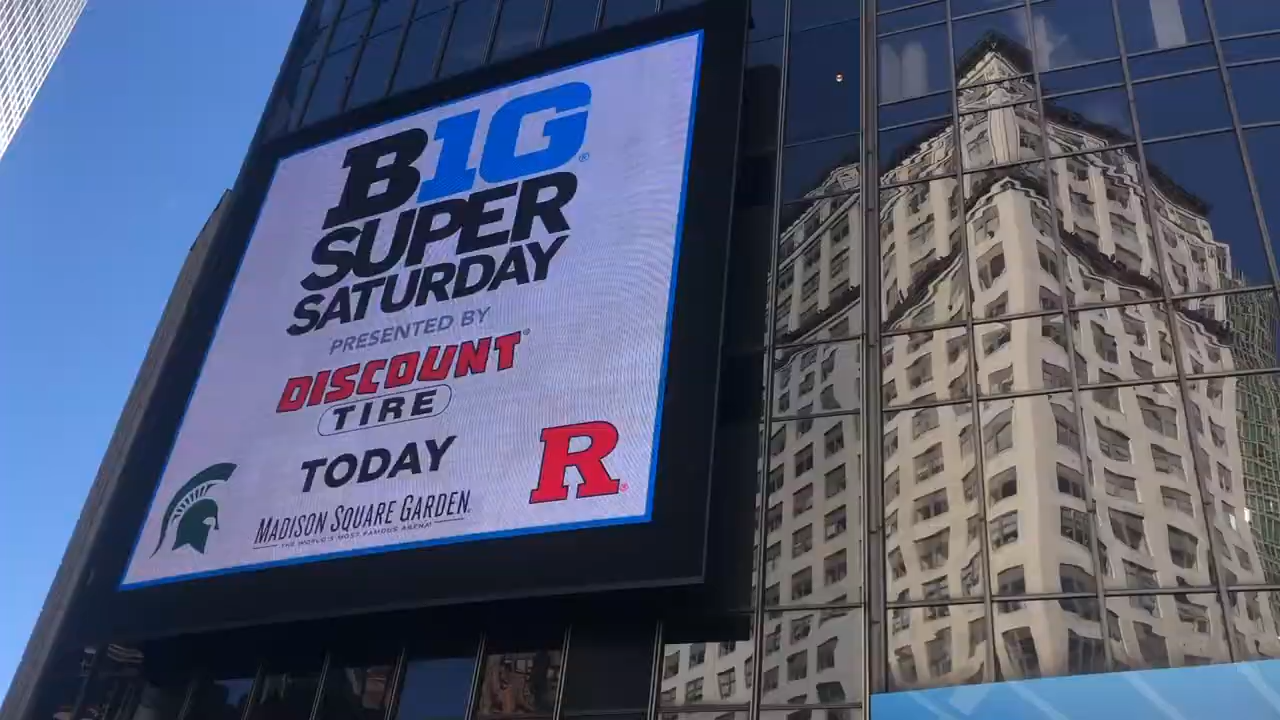 B1G®
SUPER
SATURDAY
PRESENTED BY
DISCOUNT®
TIRE
TODAY
R®
MADISON SQUARE GARDEN
THE WORLD'S MOST FAMOUS ARENA